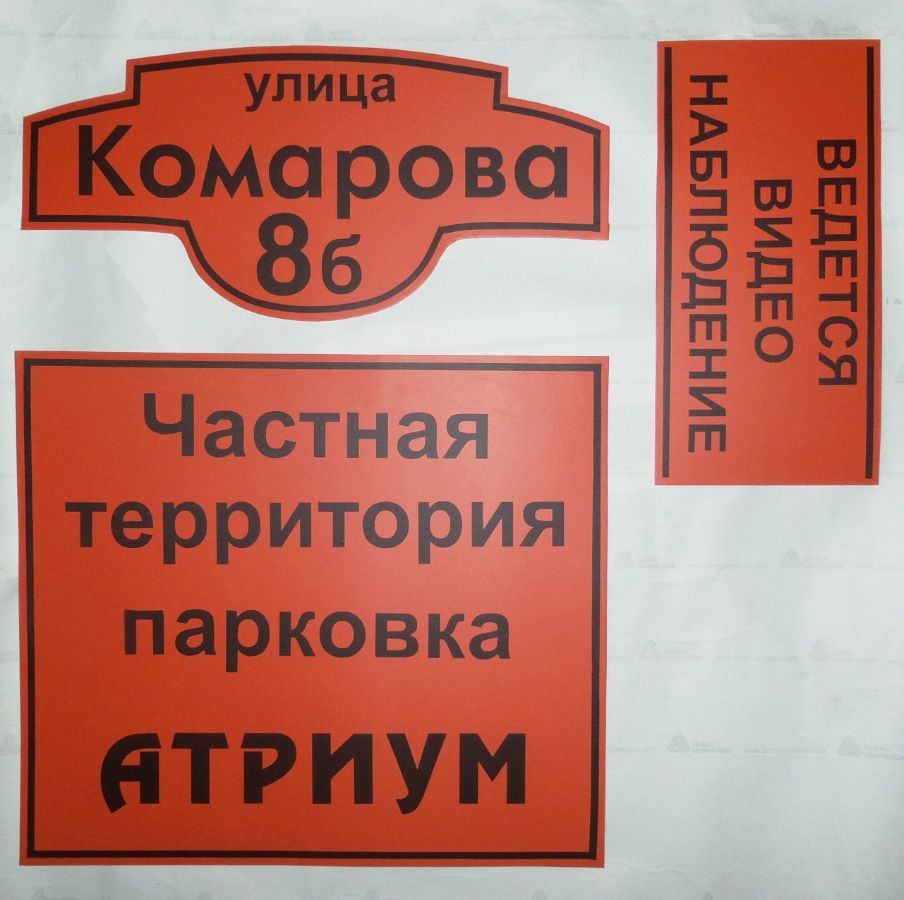 улица
Комарова
8б
ВЕДЕТСЯ
ВИДЕО
НАБЛЮДЕНИЕ
Частная
территория
парковка
АТРИУМ